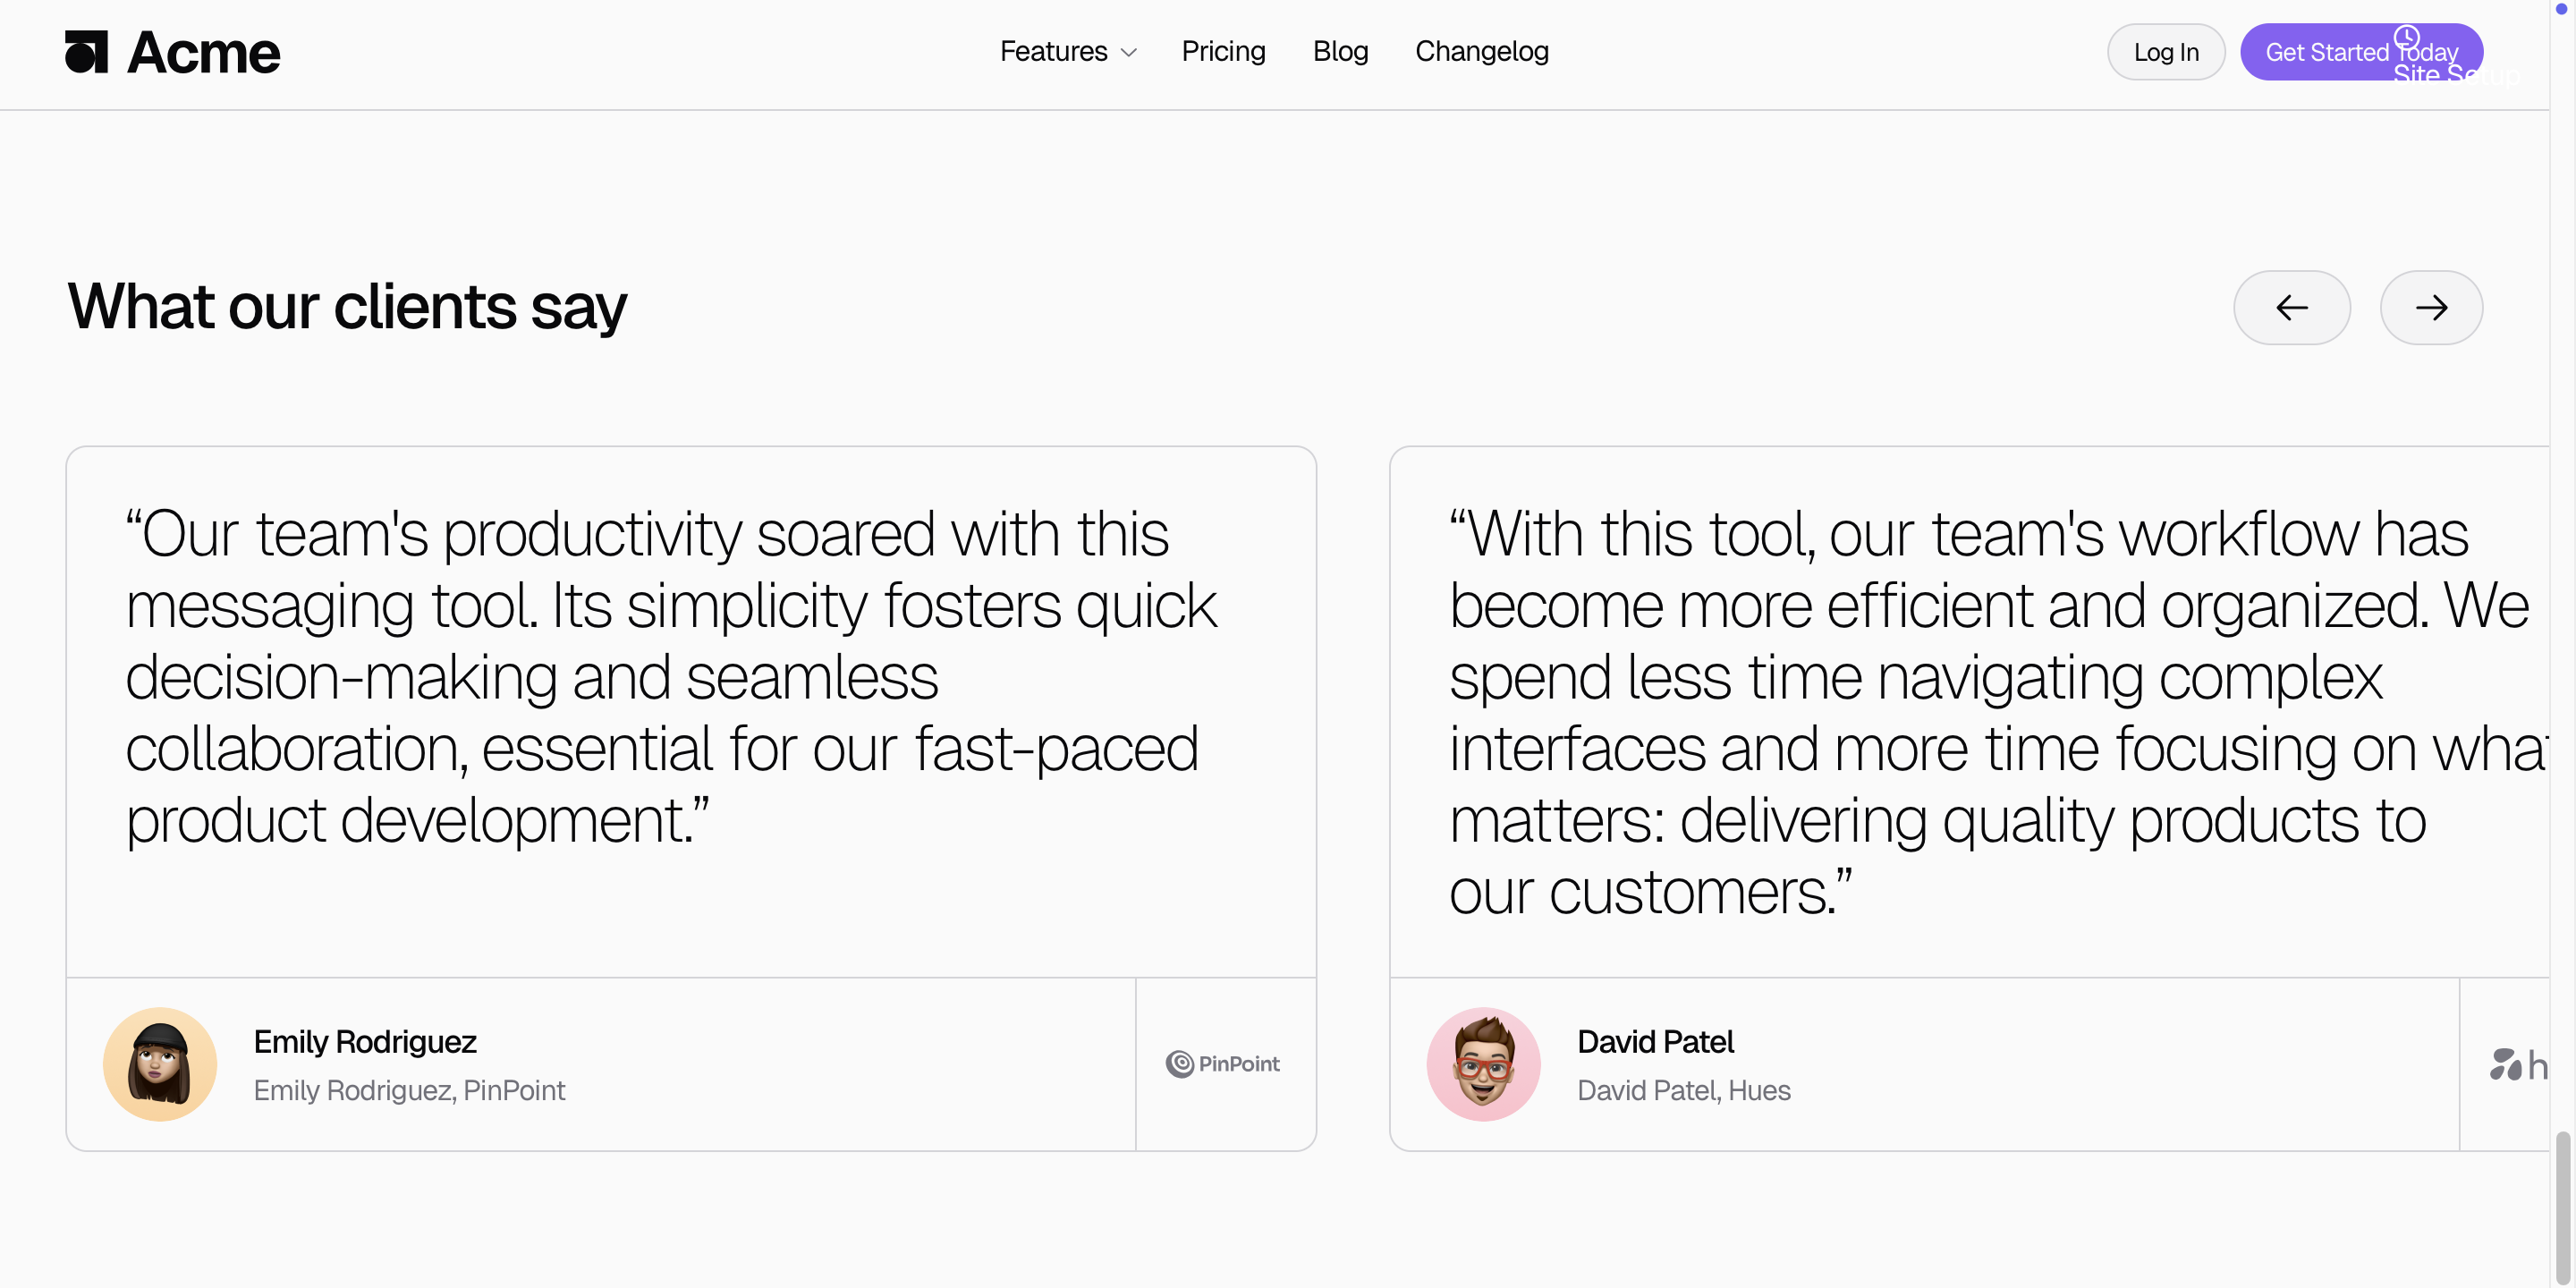 Acme
Features
Pricing
Blog
Changelog
Log In
Get Started Today
Site Setup
What our clients say
“Our team's productivity soared with this
messaging tool. Its simplicity fosters quick
decision-making and seamless
collaboration, essential for our fast-paced
product development.”
Emily Rodriguez
Emily Rodriguez, PinPoint
PinPoint
“With this tool, our team's workflow has
become more efficient and organized. We
spend less time navigating complex
interfaces and more time focusing on what
matters: delivering quality products to
our customers.”
David Patel
David Patel, Hues
h